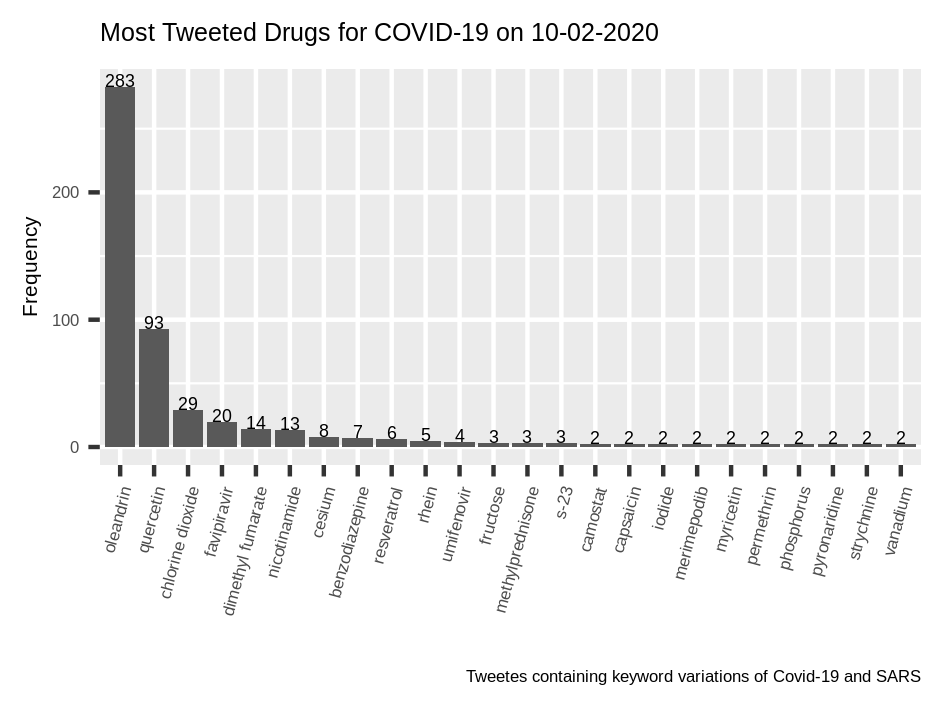 Most Tweeted Drugs for COVID-19 on 10-02-2020
Frequency
200
100
0
283
93
29
20
14
13
8
7
6
5
4
3
3
3
2
2
2
2
2
2
2
2
2
2
oleandrin
quercetin
chlorine dioxide
favipiravir
dimethyl fumarate
nicotinamide
cesium
benzodiazepine
resveratrol
rhein
umifenovir
fructose
methylprednisone
s-23
camostat
capsaicin
iodide
merimepodib
myricetin
permethrin
phosphorus
pyronaridine
strychnine
vanadium
Tweetes containing keyword variations of Covid-19 and SARS